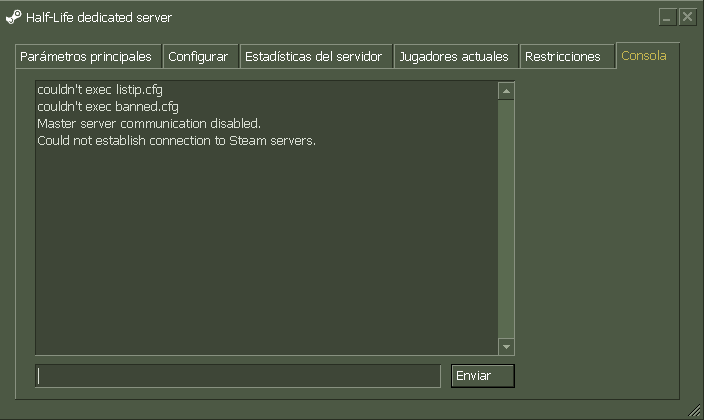 Half-Life dedicated server
Parámetros principales Configurar Estadísticas del servidor Jugadores actuales Restricciones Consola
couldn't exec listip.cfg
couldn't exec banned.cfg
Master server communication disabled.
Could not establish connection to Steam servers.
Enviar